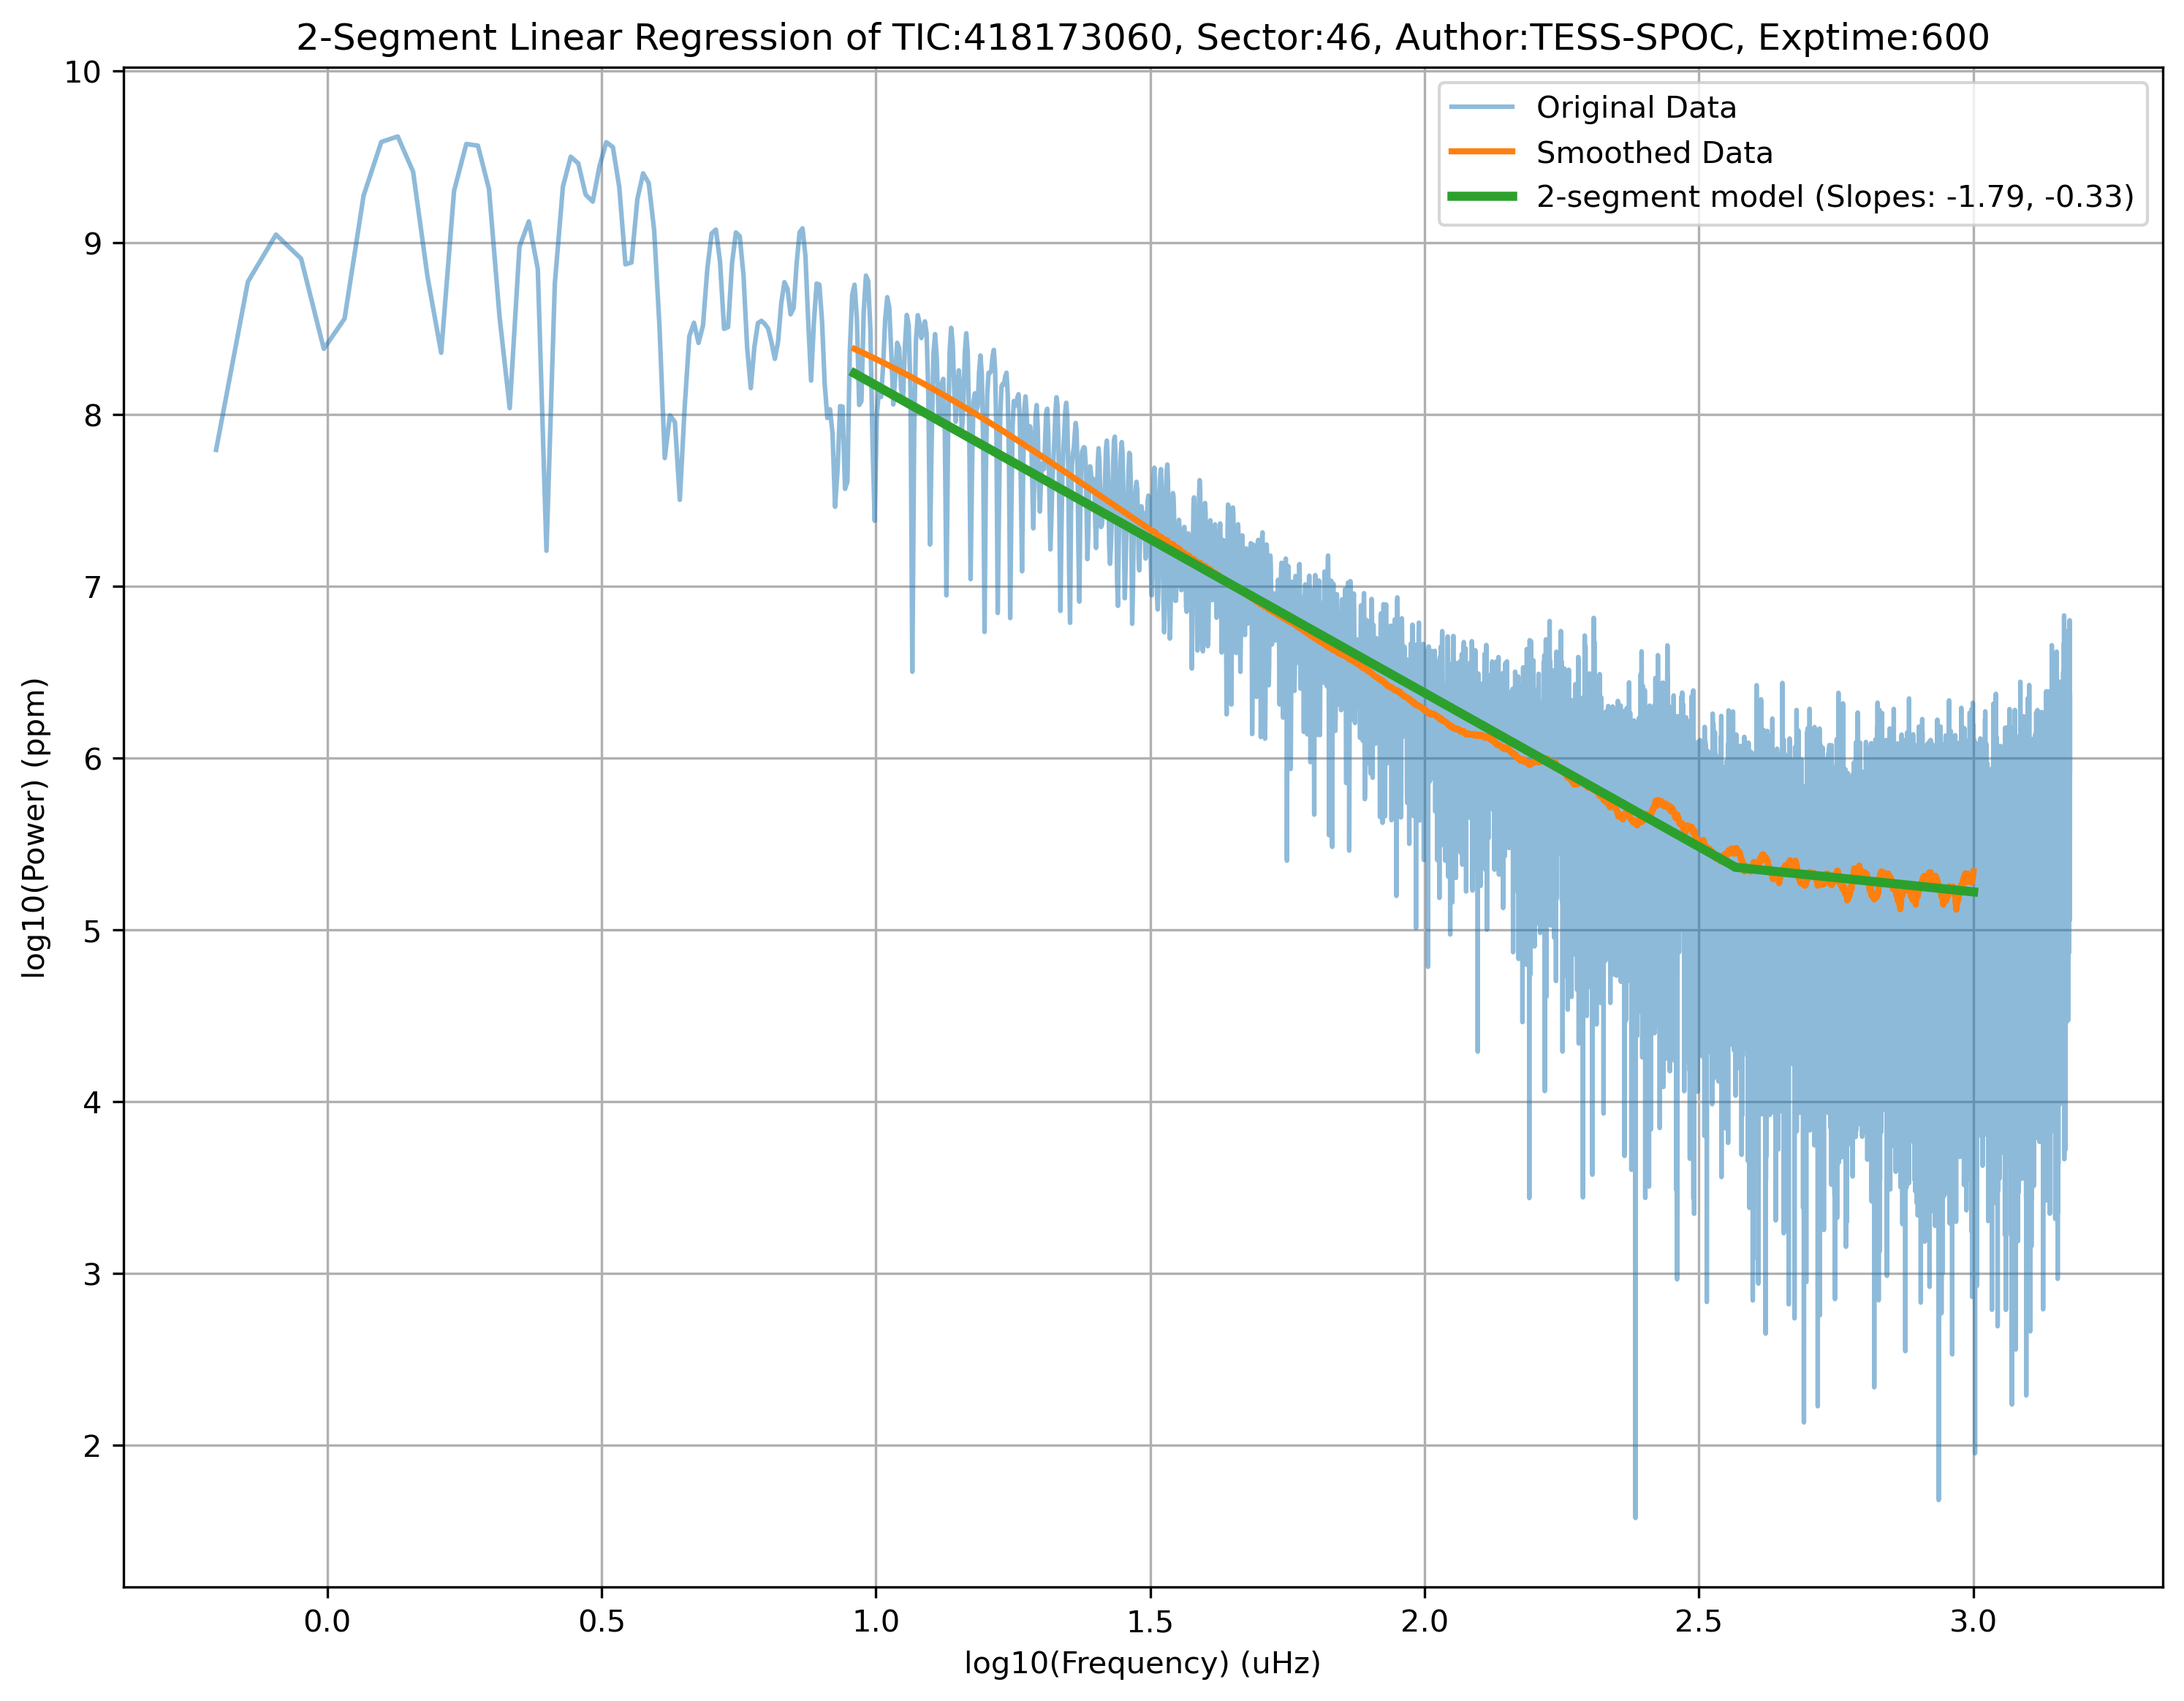 2-Segment Linear Regression of TIC:418173060, Sector:46, Author:TESS-SPOC, Exptime:600
Original Data
Smoothed Data
2-segment model (Slopes: -1.79, -0.33)
log10(Power) (ppm)
10
9
8
7
6
5
4
3
2
0.0 0.5 1.0 1.5 2.0 2.5 3.0
log10(Frequency) (uHz)